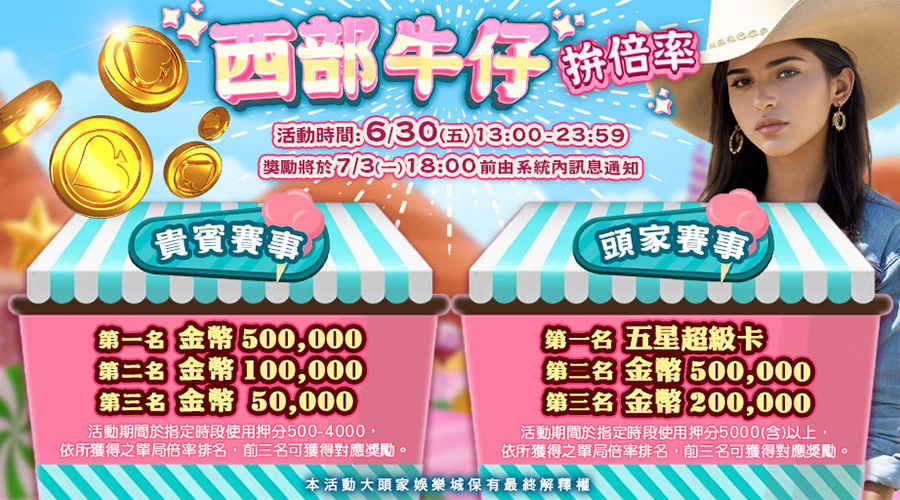 西部牛仔 拚倍率
活動時間: 6/30(五) 13:00-23:59
獎勵將於 7/3(一) 18:00 前由系統內訊息通知
貴賓賽事
第一名 金幣 500,000
第二名 金幣 100,000
第三名 金幣 50,000
活動期間於指定時段使用押分500-4000，
依所獲得之單局倍率排名，前三名可獲得對應獎勵。
頭家賽事
第一名 五星超級卡
第二名 金幣 500,000
第三名 金幣 200,000
活動期間於指定時段使用押分5000(含)以上，
依所獲得之單局倍率排名，前三名可獲得對應獎勵。
本活動大頭家娛樂城保有最終解釋權